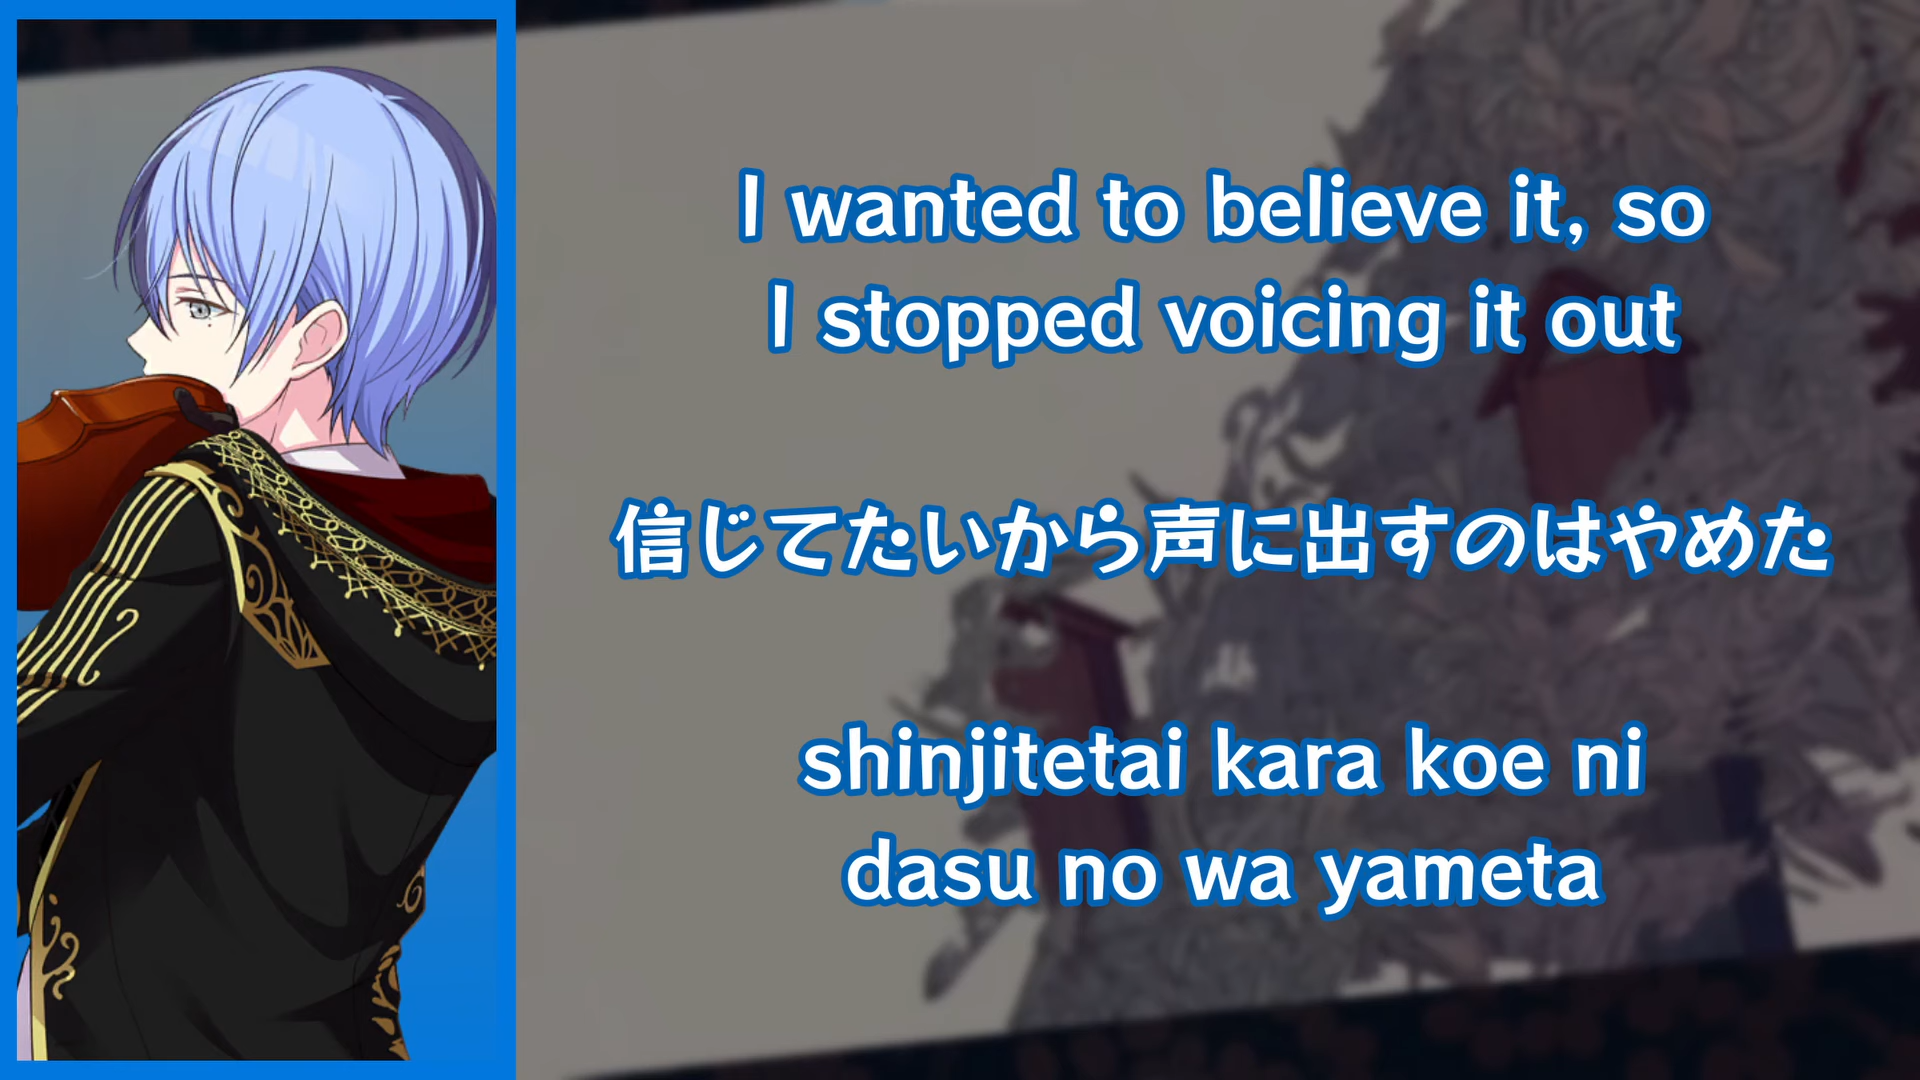 I wanted to believe it, so
I stopped voicing it out
信じてたいから声に出すのはやめた
shinjitetai kara koe ni
dasu no wa yameta